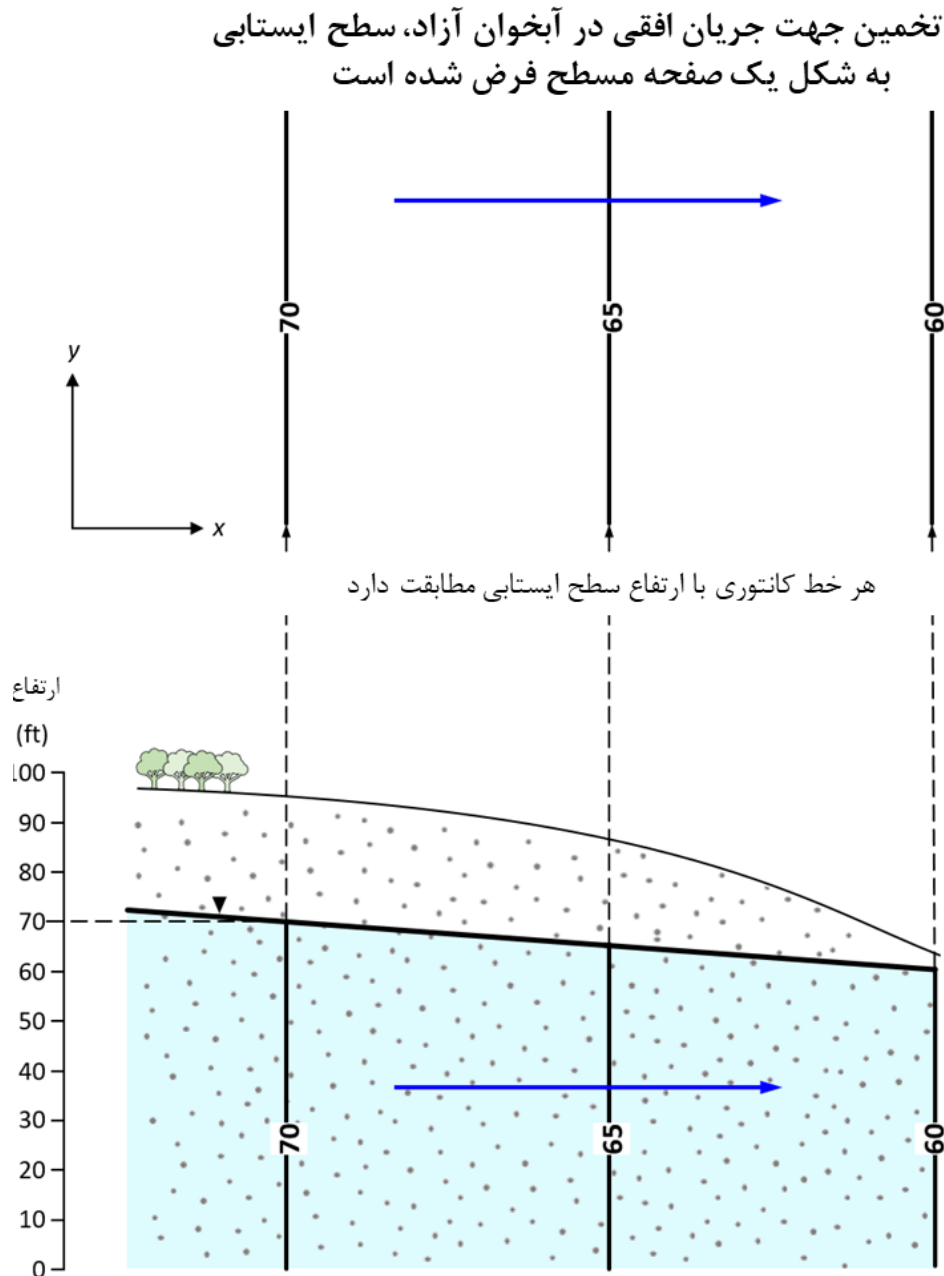 تخمین جهت جریان افقی در آبخوان آزاد، سطح ایستابی
به شکل یک صفحه مسطح فرض شده است
70
65
60
y
x
هر خط کانتوری با ارتفاع سطح ایستابی مطابقت دارد
ارتفاع
(ft)
100
90
80
70
60
50
40
30
20
10
0
70
65
60